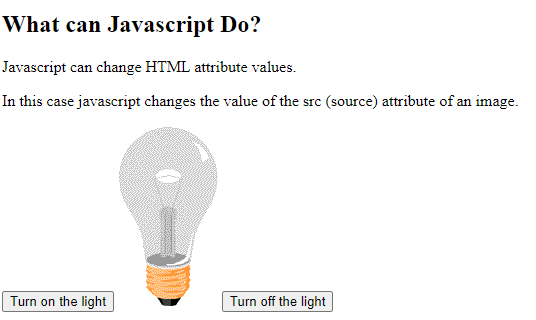 What can Javascript Do?
Javascript can change HTML attribute values.
In this case javascript changes the value of the src (source) attribute of an image.
Turn on the light
Turn off the light